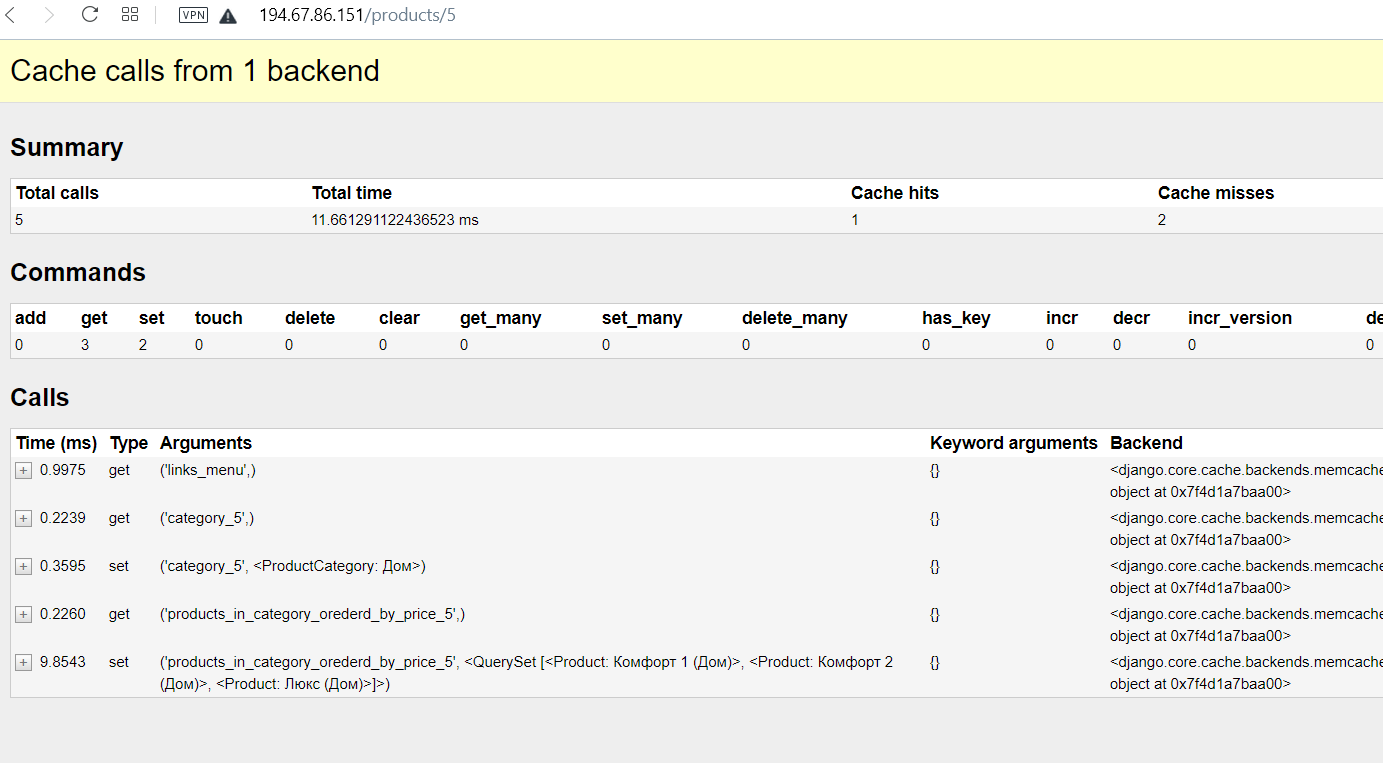 VPN 194.67.86.151/products/5
Cache calls from 1 backend
Summary
Total calls Total time Cache hits Cache misses
5 11.661291122436523 ms 1 2
Commands
add get set touch delete clear get_many set_many delete_many has_key incr decr incr_version de
0 3 2 0 0 0 0 0 0 0 0 0 0 0
Calls
Time (ms) Type Arguments Keyword arguments Backend
+ 0.9975 get ('links_menu',) {} <django.core.cache.backends.memcache
object at 0x7f4d1a7baa00>
+ 0.2239 get ('category_5',) {} <django.core.cache.backends.memcache
object at 0x7f4d1a7baa00>
+ 0.3595 set ('category_5', <ProductCategory: Дом>) {} <django.core.cache.backends.memcache
object at 0x7f4d1a7baa00>
+ 0.2260 get ('products_in_category_orederd_by_price_5',) {} <django.core.cache.backends.memcache
object at 0x7f4d1a7baa00>
+ 9.8543 set ('products_in_category_orederd_by_price_5', <QuerySet [<Product: Комфорт 1 (Дом)>, <Product: Комфорт 2 {} <django.core.cache.backends.memcache
(Дом)>, <Product: Люкс (Дом)>]>) object at 0x7f4d1a7baa00>